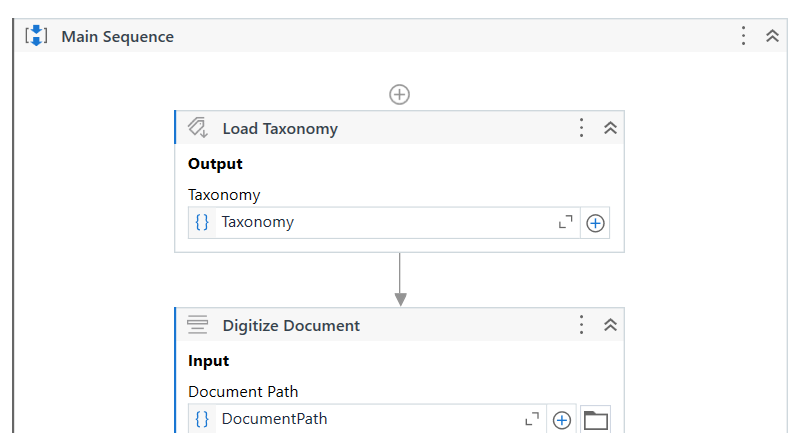 Main Sequence
Load Taxonomy
Output
Taxonomy
{} Taxonomy
Digitize Document
Input
Document Path
{} DocumentPath